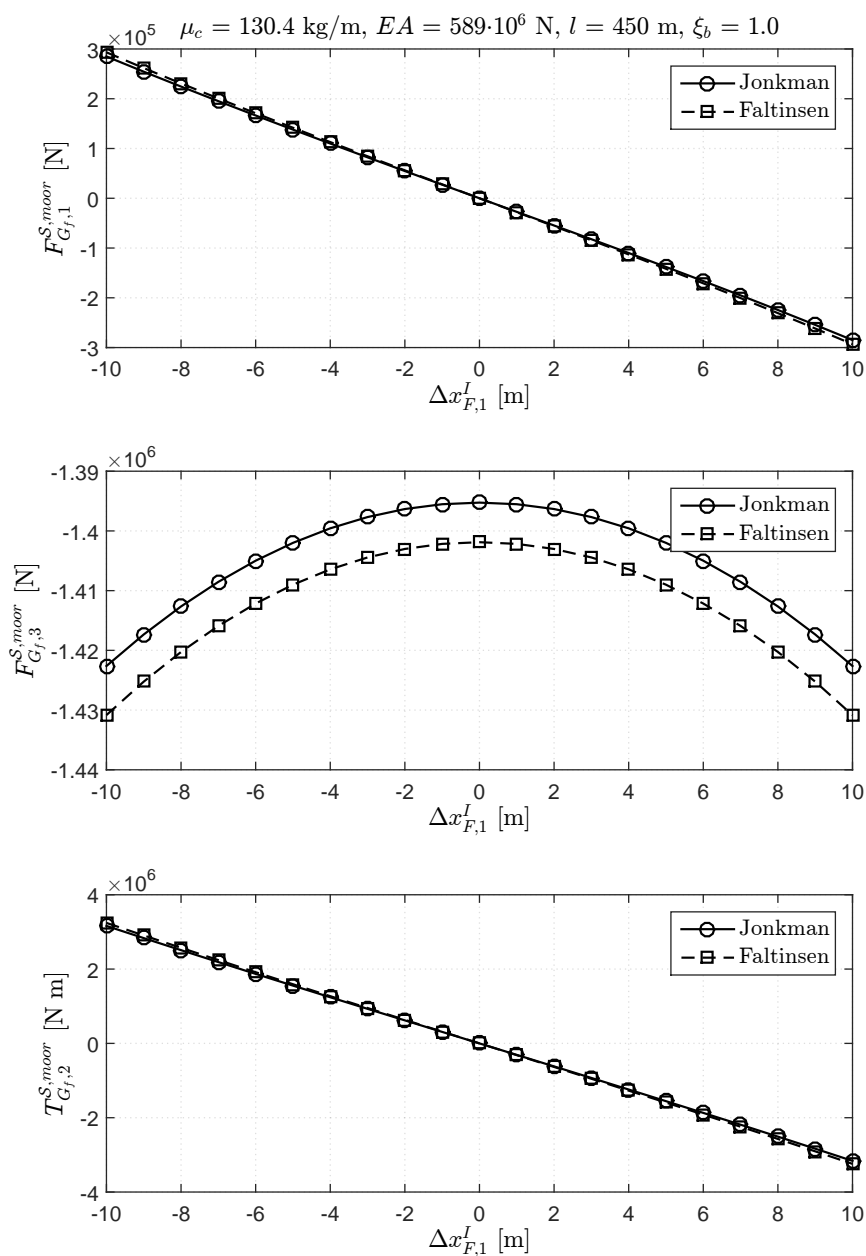 μ_c = 130.4 kg/m, EA = 589·10^6 N, l = 450 m, ξ_b = 1.0
×10^5
3
2
1
0
-1
-2
-3
F^{S,moor}_{G_f,1} [N]
Jonkman
Faltinsen
-10 -8 -6 -4 -2 0 2 4 6 8 10
Δx^I_{F,1} [m]
×10^6
-1.39
-1.4
-1.41
-1.42
-1.43
-1.44
F^{S,moor}_{G_f,3} [N]
Jonkman
Faltinsen
-10 -8 -6 -4 -2 0 2 4 6 8 10
Δx^I_{F,1} [m]
×10^6
4
2
0
-2
-4
T^{S,moor}_{G_f,2} [N m]
Jonkman
Faltinsen
-10 -8 -6 -4 -2 0 2 4 6 8 10
Δx^I_{F,1} [m]